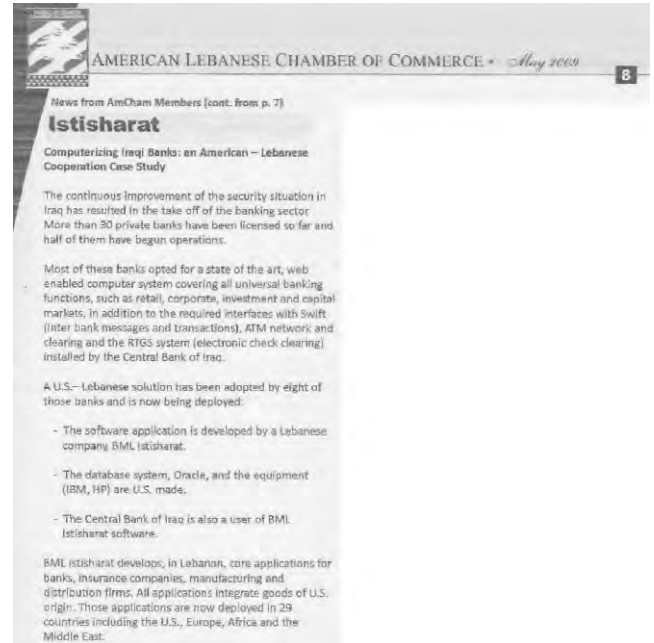 AMERICAN LEBANESE CHAMBER OF COMMERCE • May 2009
8
News from AmCham Members (cont. from p. 7)
Istisharat
Computerizing Iraqi Banks: an American – Lebanese
Cooperation Case Study
The continuous improvement of the security situation in
Iraq has resulted in the take off of the banking sector
More than 30 private banks have been licensed so far and
half of them have begun operations.
Most of these banks opted for a state of the art, web
enabled computer system covering all universal banking
functions, such as retail, corporate, investment and capital
markets, in addition to the required interfaces with Swift
(inter bank messages and transactions), ATM network and
clearing and the RTGS system (electronic check clearing)
installed by the Central Bank of Iraq.
A U.S.– Lebanese solution has been adopted by eight of
those banks and is now being deployed:
- The software application is developed by a Lebanese
company BML Istisharat.
- The database system, Oracle, and the equipment
(IBM, HP) are U.S. made.
- The Central Bank of Iraq is also a user of BML
Istisharat software.
BML Istisharat develops, in Lebanon, core applications for
banks, insurance companies, manufacturing and
distribution firms. All applications integrate goods of U.S.
origin. Those applications are now deployed in 29
countries including the U.S., Europe, Africa and the
Middle East.